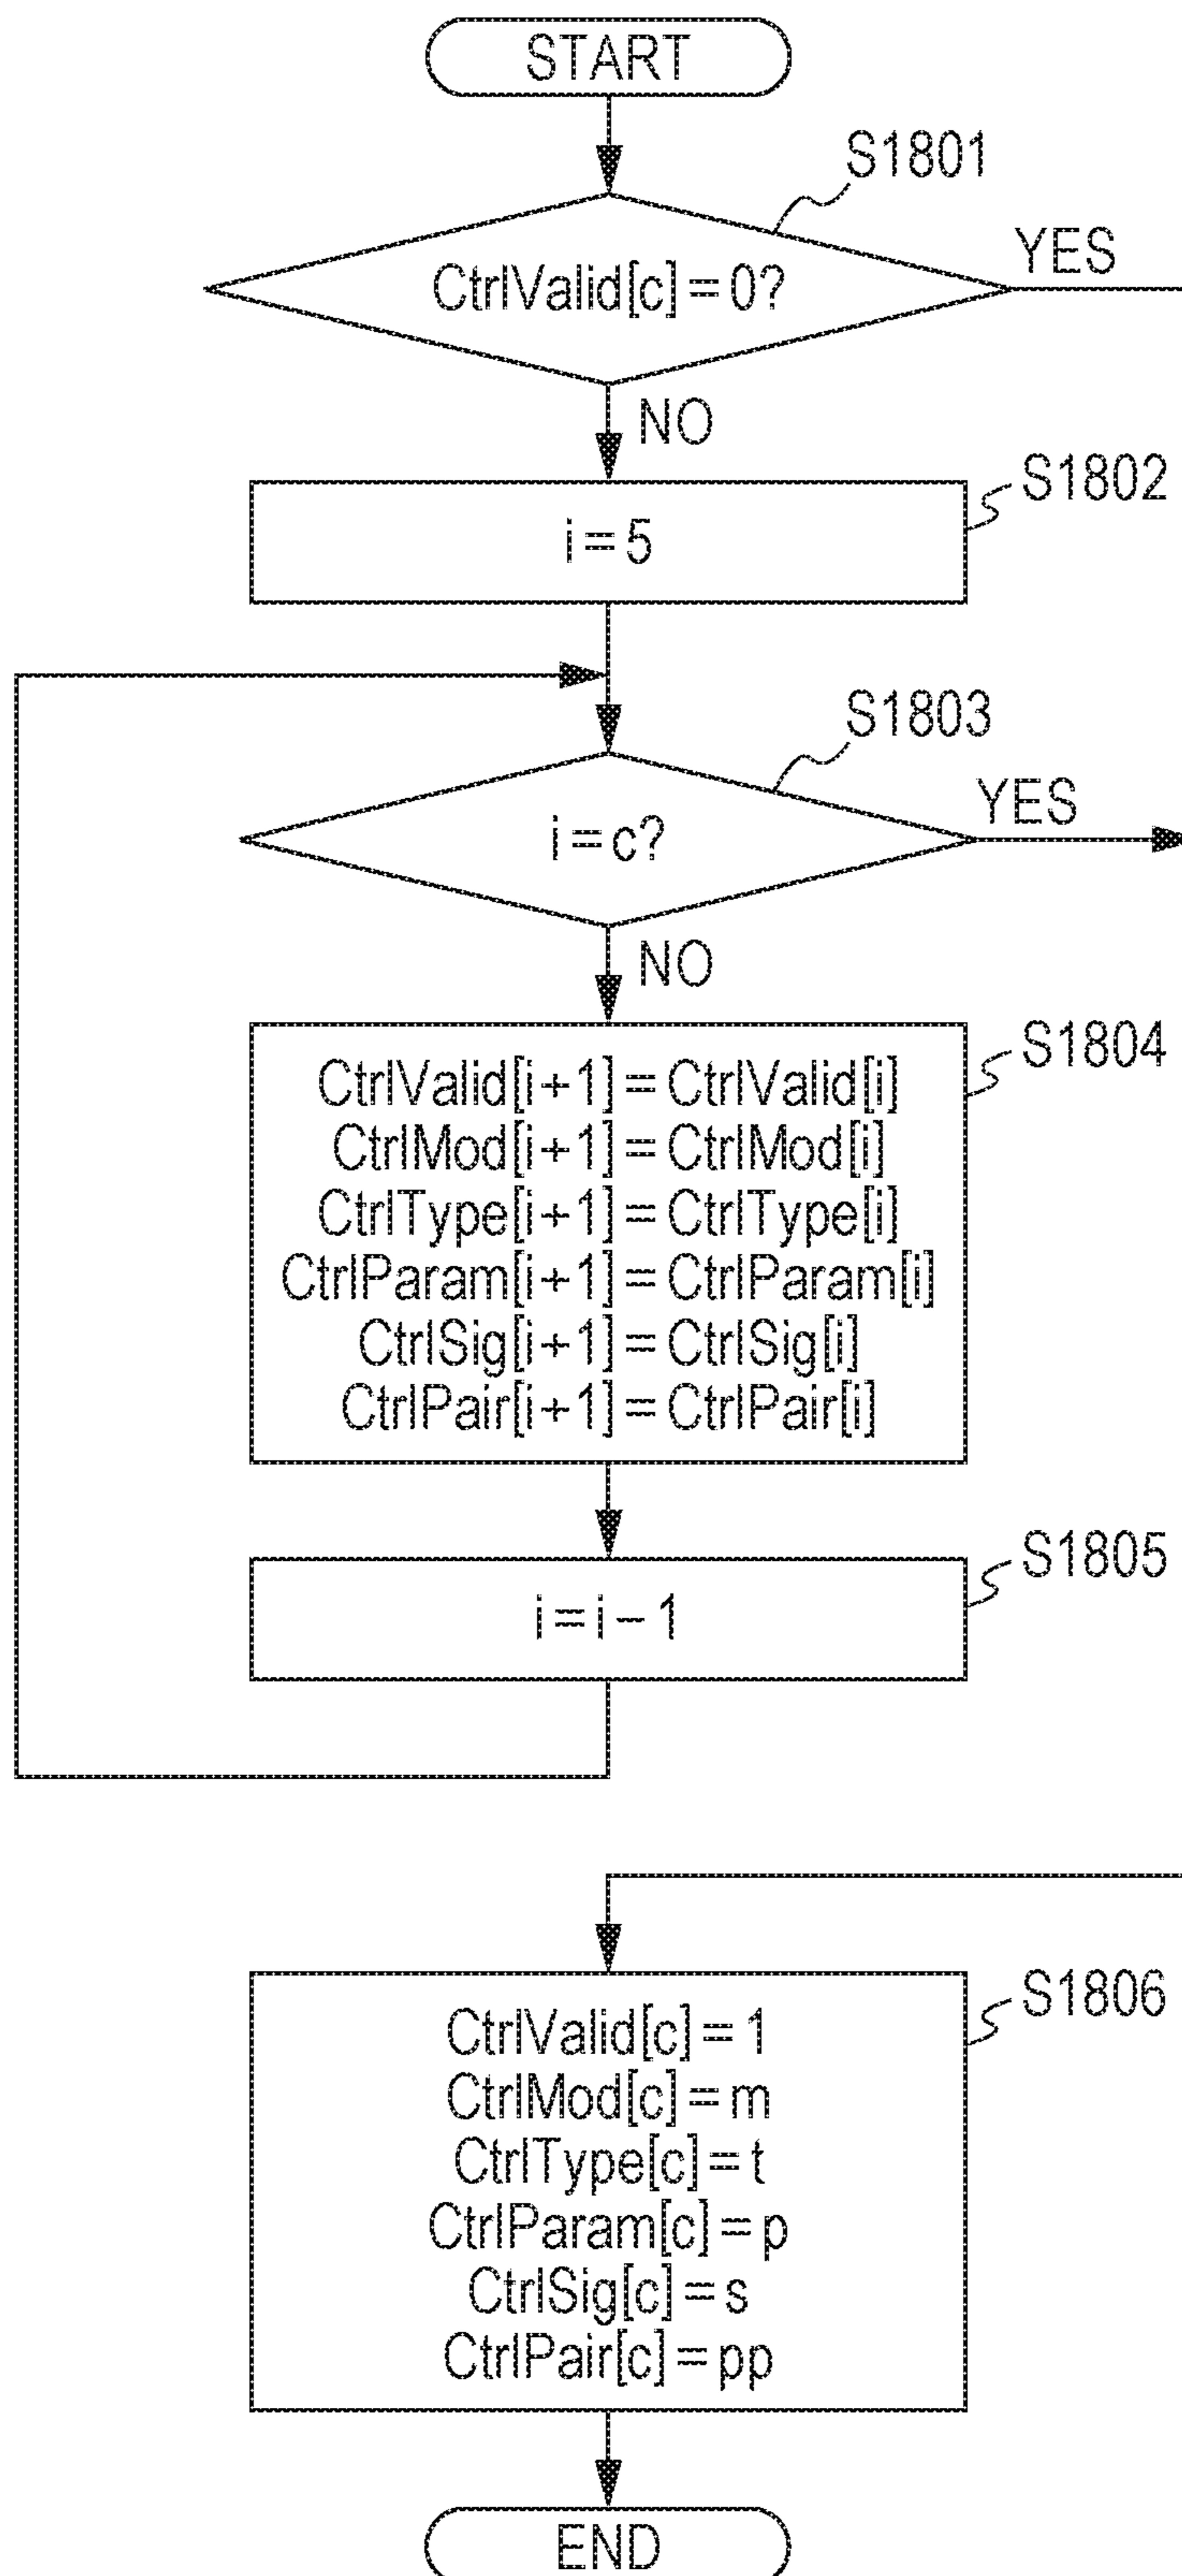 START
S1801
YES
CtrlValid[c] = 0?
NO
S1802
i = 5
S1803
YES
i = c?
NO
S1804
CtrlValid[i + 1] = CtrlValid[i]
CtrlMod[i + 1] = CtrlMod[i]
CtrlType[i + 1] = CtrlType[i]
CtrlParam[i + 1] = CtrlParam[i]
CtrlSig[i + 1] = CtrlSig[i]
CtrlPair[i + 1] = CtrlPair[i]
S1805
i = i − 1
S1806
CtrlValid[c] = 1
CtrlMod[c] = m
CtrlType[c] = t
CtrlParam[c] = p
CtrlSig[c] = s
CtrlPair[c] = pp
END